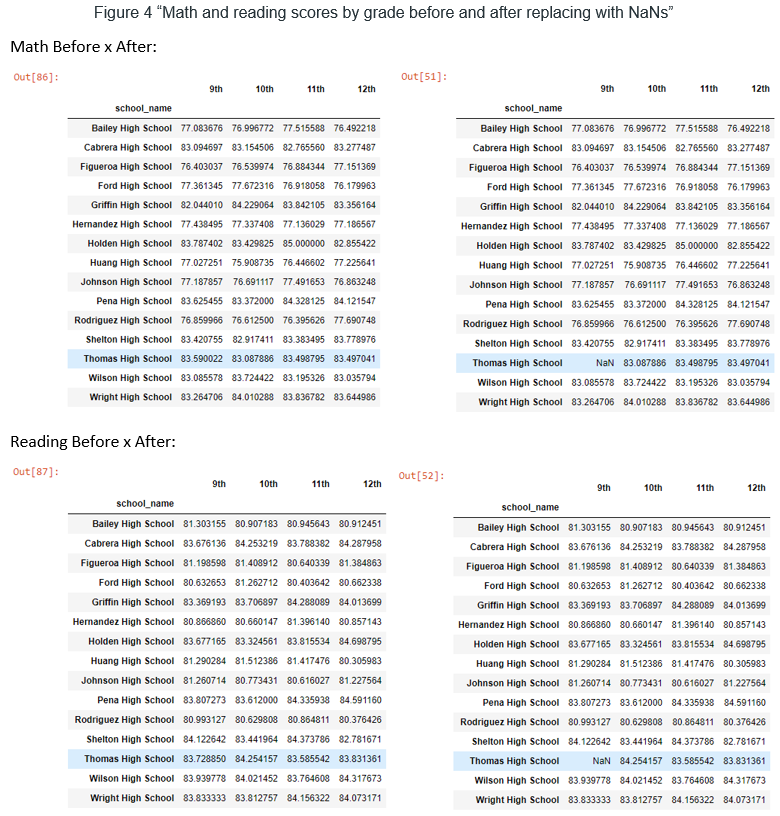 Figure 4 “Math and reading scores by grade before and after replacing with NaNs”
Math Before x After:
Out[86]:
9th 10th 11th 12th
school_name
Bailey High School 77.083676 76.996772 77.515588 76.492218
Cabrera High School 83.094697 83.154506 82.765560 83.277487
Figueroa High School 76.403037 76.539974 76.884344 77.151369
Ford High School 77.361345 77.672316 76.918058 76.179963
Griffin High School 82.044010 84.229064 83.842105 83.356164
Hernandez High School 77.438495 77.337408 77.136029 77.186567
Holden High School 83.787402 83.429825 85.000000 82.855422
Huang High School 77.027251 75.908735 76.446602 77.225641
Johnson High School 77.187857 76.691117 77.491653 76.863248
Pena High School 83.625455 83.372000 84.328125 84.121547
Rodriguez High School 76.859966 76.612500 76.395626 77.690748
Shelton High School 83.420755 82.917411 83.383495 83.778976
Thomas High School 83.590022 83.087886 83.498795 83.497041
Wilson High School 83.085578 83.724422 83.195326 83.035794
Wright High School 83.264706 84.010288 83.836782 83.644986
Out[51]:
9th 10th 11th 12th
school_name
Bailey High School 77.083676 76.996772 77.515588 76.492218
Cabrera High School 83.094697 83.154506 82.765560 83.277487
Figueroa High School 76.403037 76.539974 76.884344 77.151369
Ford High School 77.361345 77.672316 76.918058 76.179963
Griffin High School 82.044010 84.229064 83.842105 83.356164
Hernandez High School 77.438495 77.337408 77.136029 77.186567
Holden High School 83.787402 83.429825 85.000000 82.855422
Huang High School 77.027251 75.908735 76.446602 77.225641
Johnson High School 77.187857 76.691117 77.491653 76.863248
Pena High School 83.625455 83.372000 84.328125 84.121547
Rodriguez High School 76.859966 76.612500 76.395626 77.690748
Shelton High School 83.420755 82.917411 83.383495 83.778976
Thomas High School NaN 83.087886 83.498795 83.497041
Wilson High School 83.085578 83.724422 83.195326 83.035794
Wright High School 83.264706 84.010288 83.836782 83.644986
Reading Before x After:
Out[87]:
9th 10th 11th 12th
school_name
Bailey High School 81.303155 80.907183 80.945643 80.912451
Cabrera High School 83.676136 84.253219 83.788382 84.287958
Figueroa High School 81.198598 81.408912 80.640339 81.384863
Ford High School 80.632653 81.262712 80.403642 80.662338
Griffin High School 83.369193 83.706897 84.288089 84.013699
Hernandez High School 80.866860 80.660147 81.396140 80.857143
Holden High School 83.677165 83.324561 83.815534 84.698795
Huang High School 81.290284 81.512386 81.417476 80.305983
Johnson High School 81.260714 80.773431 80.616027 81.227564
Pena High School 83.807273 83.612000 84.335938 84.591160
Rodriguez High School 80.993127 80.629808 80.864811 80.376426
Shelton High School 84.122642 83.441964 84.373786 82.781671
Thomas High School 83.728850 84.254157 83.585542 83.831361
Wilson High School 83.939778 84.021452 83.764608 84.317673
Wright High School 83.833333 83.812757 84.156322 84.073171
Out[52]:
9th 10th 11th 12th
school_name
Bailey High School 81.303155 80.907183 80.945643 80.912451
Cabrera High School 83.676136 84.253219 83.788382 84.287958
Figueroa High School 81.198598 81.408912 80.640339 81.384863
Ford High School 80.632653 81.262712 80.403642 80.662338
Griffin High School 83.369193 83.706897 84.288089 84.013699
Hernandez High School 80.866860 80.660147 81.396140 80.857143
Holden High School 83.677165 83.324561 83.815534 84.698795
Huang High School 81.290284 81.512386 81.417476 80.305983
Johnson High School 81.260714 80.773431 80.616027 81.227564
Pena High School 83.807273 83.612000 84.335938 84.591160
Rodriguez High School 80.993127 80.629808 80.864811 80.376426
Shelton High School 84.122642 83.441964 84.373786 82.781671
Thomas High School NaN 84.254157 83.585542 83.831361
Wilson High School 83.939778 84.021452 83.764608 84.317673
Wright High School 83.833333 83.812757 84.156322 84.073171